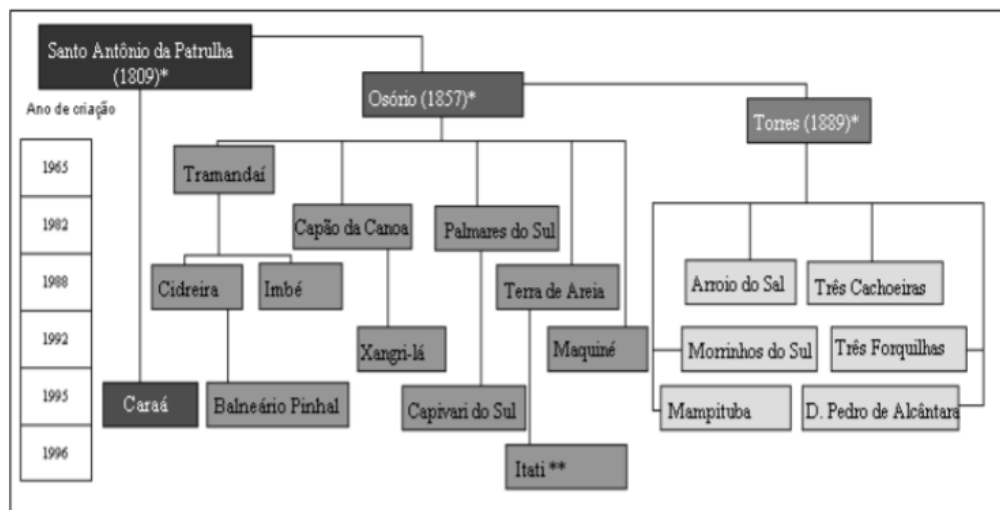 Santo Antônio da Patrulha
(1809)*
Osório (1857)*
Torres (1889)*
Ano de criação
1965
Tramandaí
1982
Capão da Canoa
Palmares do Sul
1988
Cidreira
Imbé
Terra de Areia
Arroio do Sal
Três Cachoeiras
1992
Xangri-lá
Maquiné
Morrinhos do Sul
Três Forquilhas
1995
Caraá
Balneário Pinhal
Capivari do Sul
Mampituba
D. Pedro de Alcântara
1996
Itati **